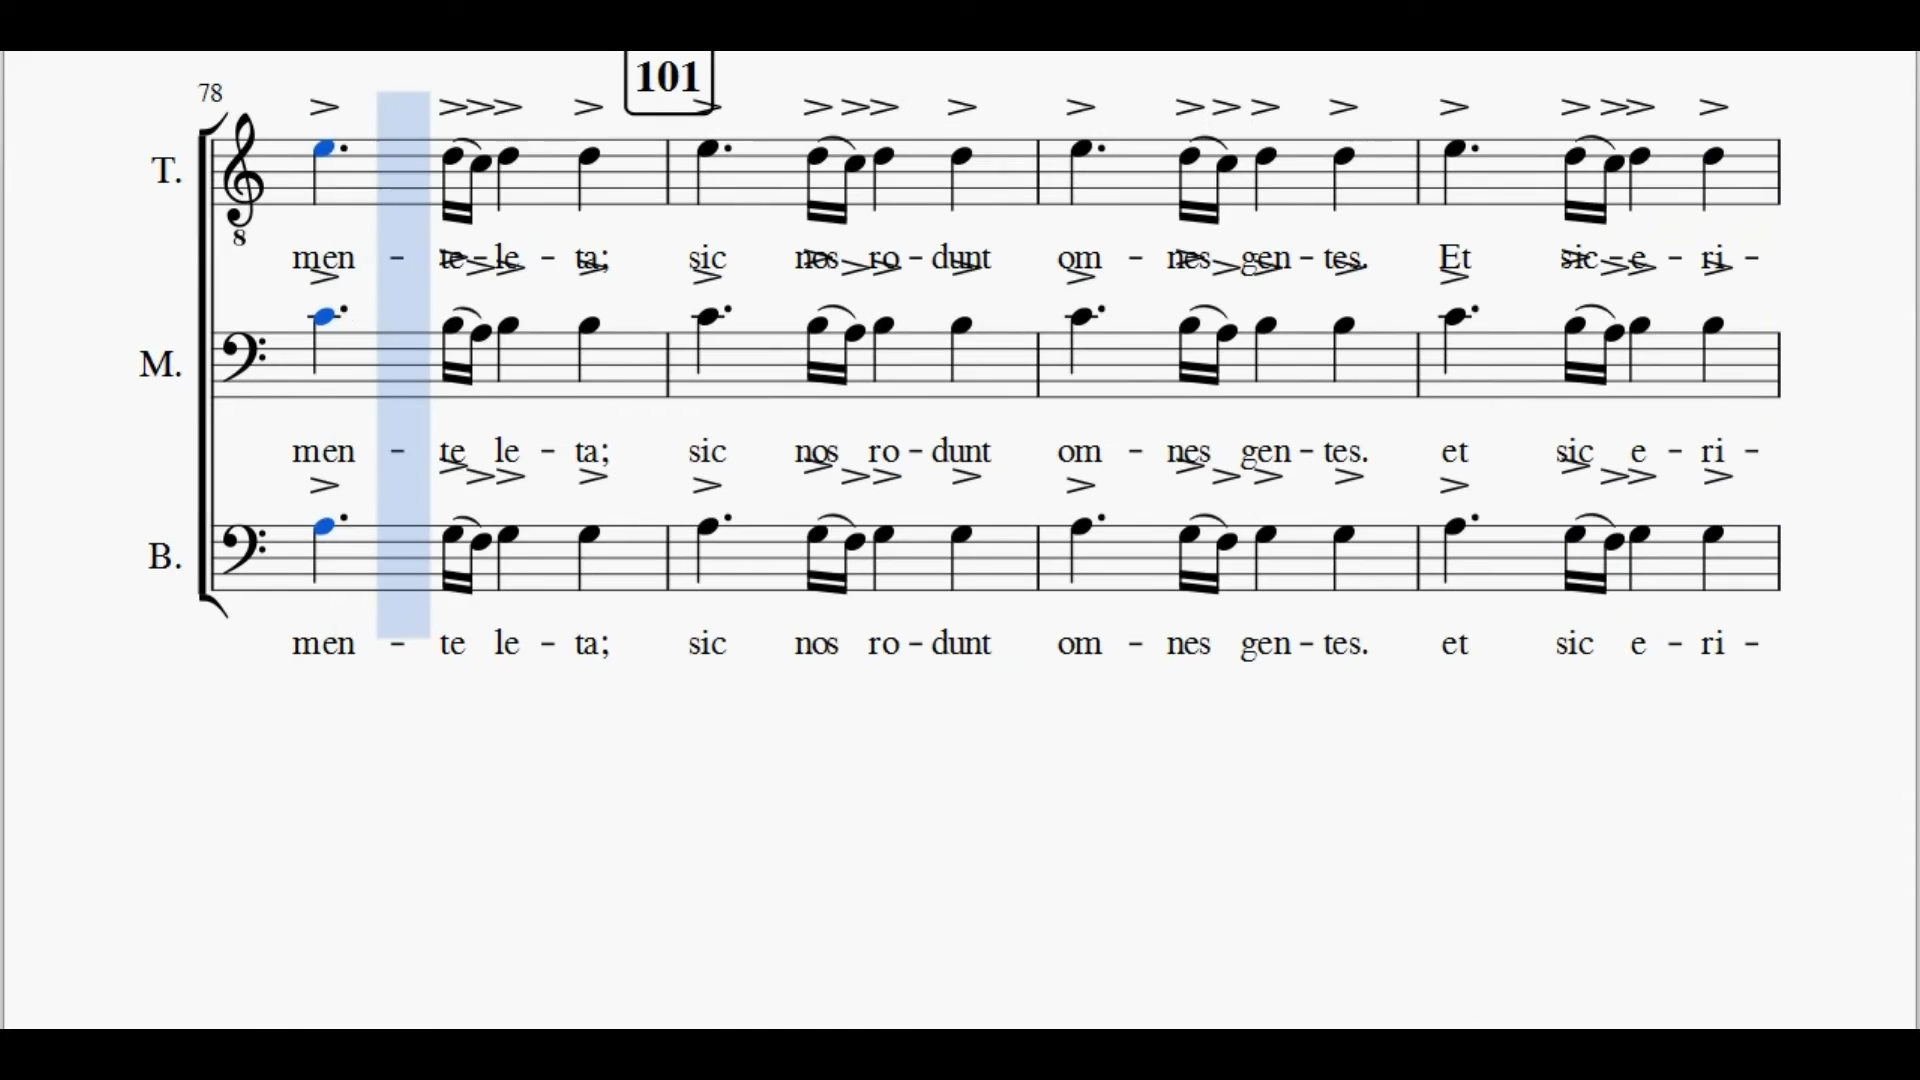 101
78
T.
8
men - te - le - ta; sic nos ro - dunt om - nes gen - tes. Et sic - e - ri -
M.
men - te le - ta; sic nos ro - dunt om - nes gen - tes. et sic e - ri -
B.
men - te le - ta; sic nos ro - dunt om - nes gen - tes. et sic e - ri -